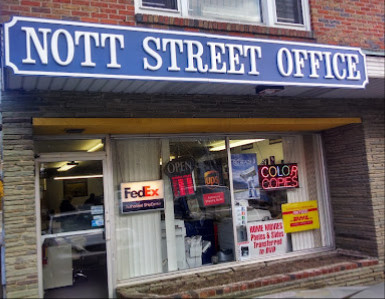 NOTT STREET OFFICE
OPEN
FedEx
COLOR
COPIES
HOME MOVIES
Photos & Slides
Transferred
to DVD